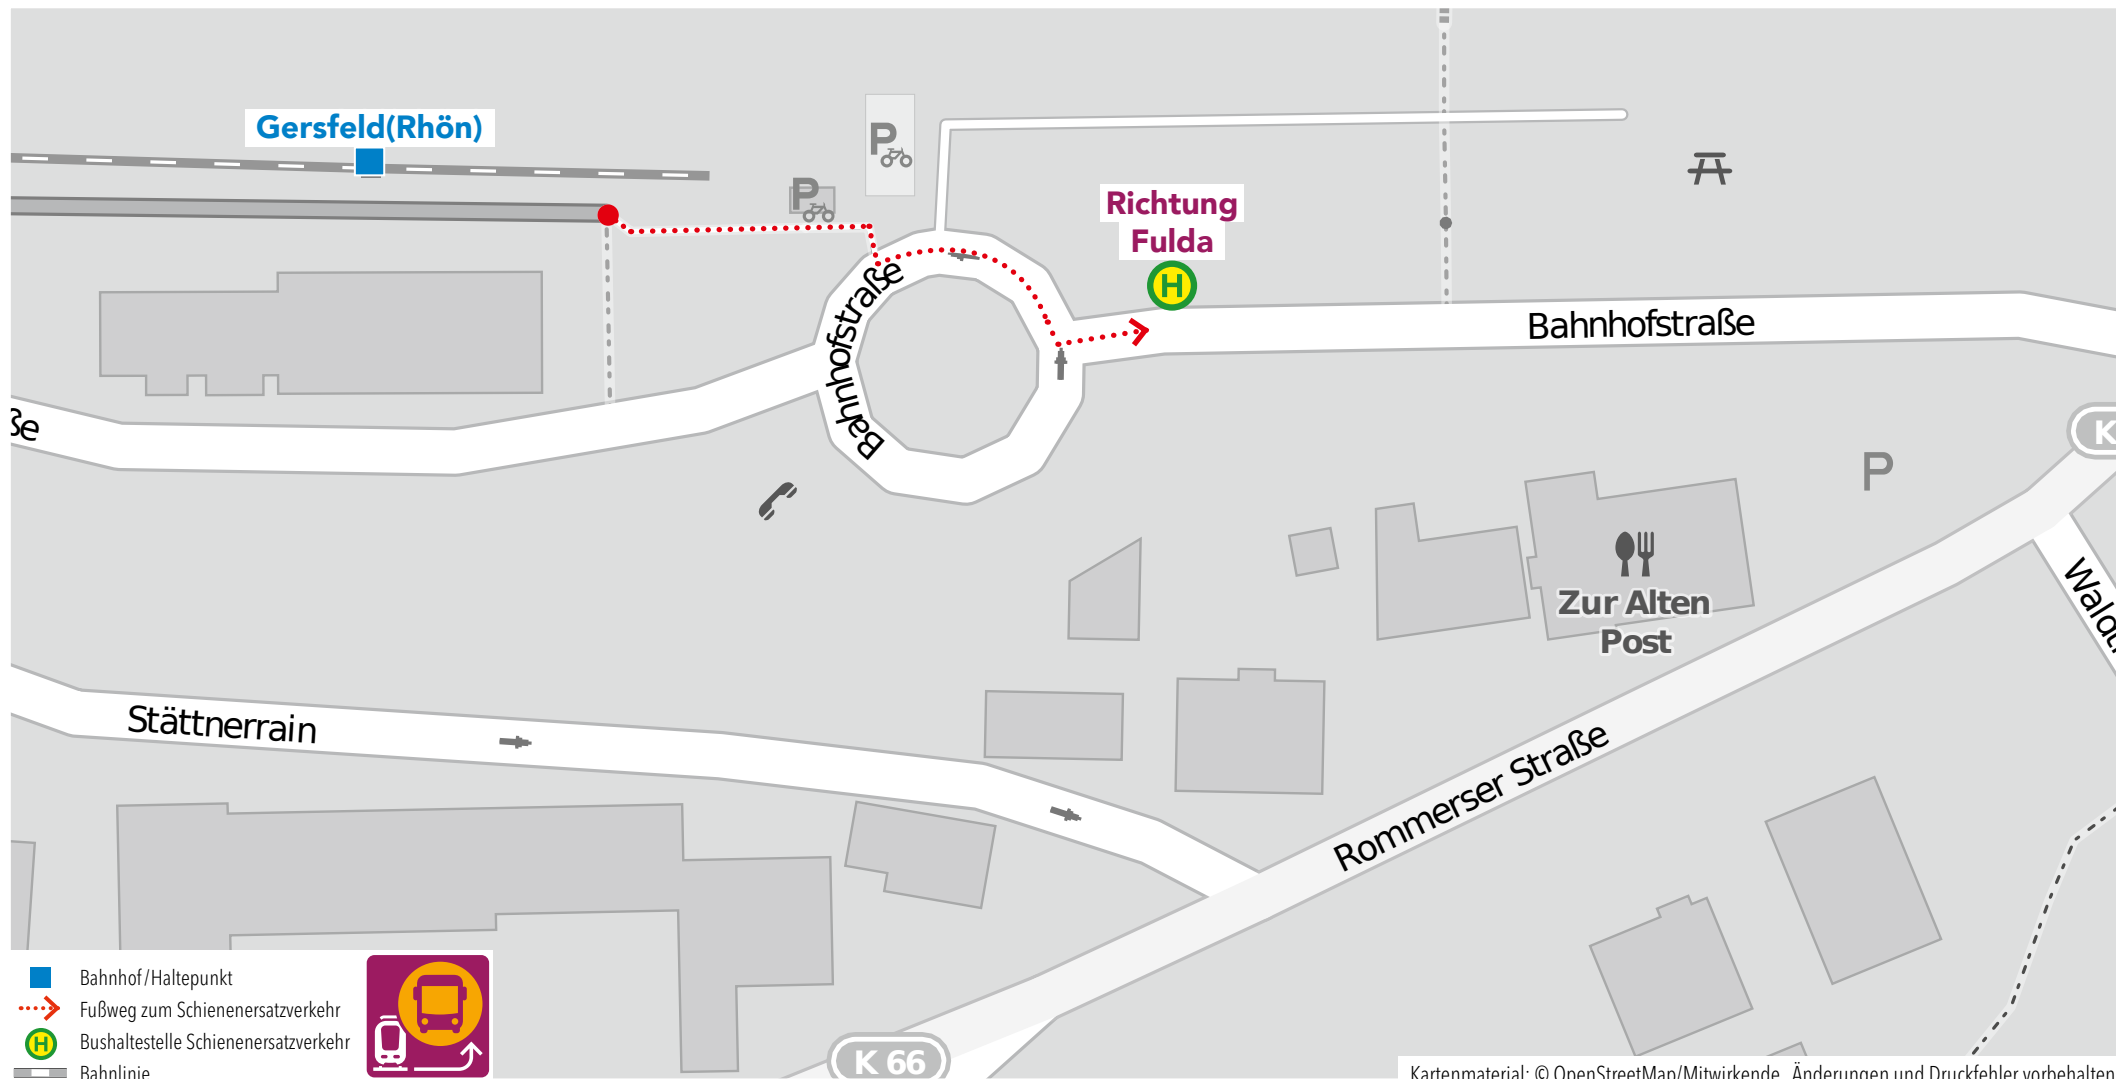 Gersfeld(Rhön)
P
P
Richtung
Fulda
H
Bahnhofstraße
Bahnhofstraße
ße
K
P
Zur Alten
Post
Stättnerrain
Rommerser Straße
K 66
Bahnhof/Haltepunkt
Fußweg zum Schienenersatzverkehr
H
Bushaltestelle Schienenersatzverkehr
Bahnlinie
Kartenmaterial: © OpenStreetMap/Mitwirkende, Änderungen und Druckfehler vorbehalten